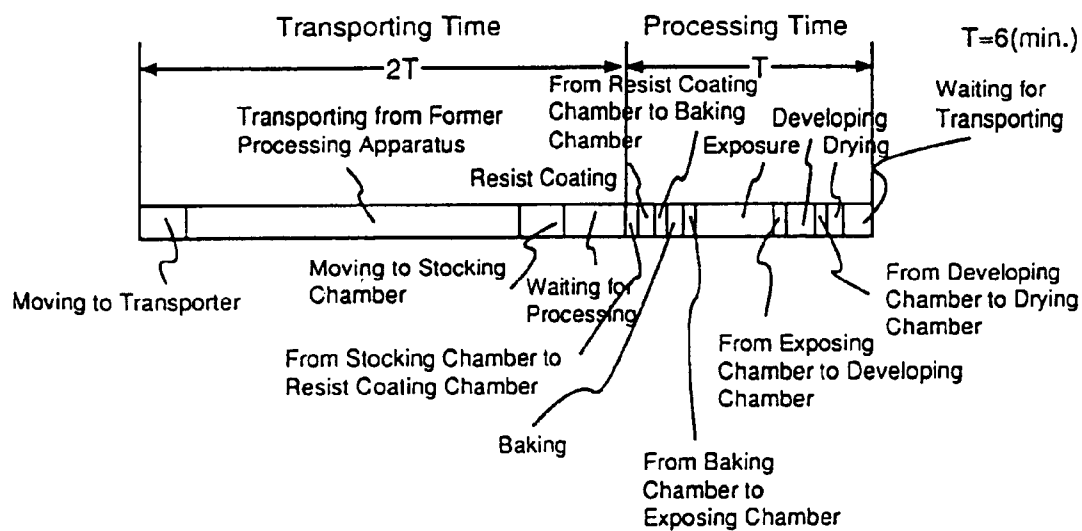 Transporting Time
Processing Time
T=6(min.)
2T
T
From Resist Coating
Chamber to Baking
Chamber
Waiting for
Transporting
Transporting from Former
Processing Apparatus
Developing
Exposure
Drying
Resist Coating
Moving to Transporter
Moving to Stocking
Chamber
Waiting for
Processing
From Developing
Chamber to Drying
Chamber
From Stocking Chamber to
Resist Coating Chamber
From Exposing
Chamber to Developing
Chamber
Baking
From Baking
Chamber to
Exposing Chamber